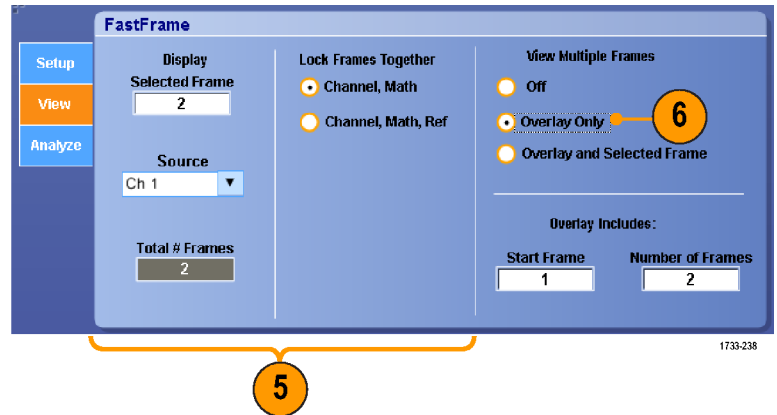 FastFrame
Setup
View
Analyze
Display
Selected Frame
2
Source
Ch 1
Total # Frames
2
Lock Frames Together
Channel, Math
Channel, Math, Ref
View Multiple Frames
Off
Overlay Only
6
Overlay and Selected Frame
Overlay Includes:
Start Frame
1
Number of Frames
2
1733-238
5